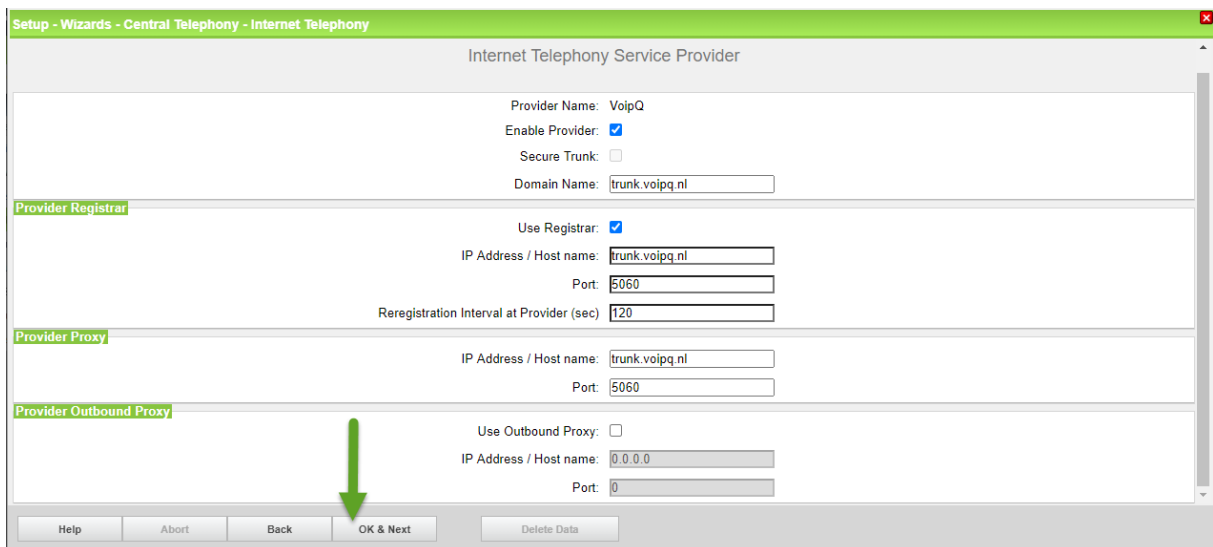 Setup - Wizards - Central Telephony - Internet Telephony
Internet Telephony Service Provider
Provider Name: VoipQ
Enable Provider:
Secure Trunk:
Domain Name: trunk.voipq.nl
Provider Registrar
Use Registrar:
IP Address / Host name: trunk.voipq.nl
Port: 5060
Reregistration Interval at Provider (sec) 120
Provider Proxy
IP Address / Host name: trunk.voipq.nl
Port: 5060
Provider Outbound Proxy
Use Outbound Proxy:
IP Address / Host name: 0.0.0.0
Port: 0
Help Abort Back OK & Next Delete Data